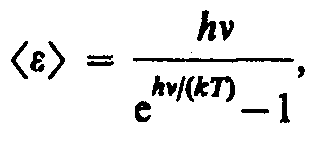 ⟨ε⟩ = hν / (e^{hν/(kT)} − 1),